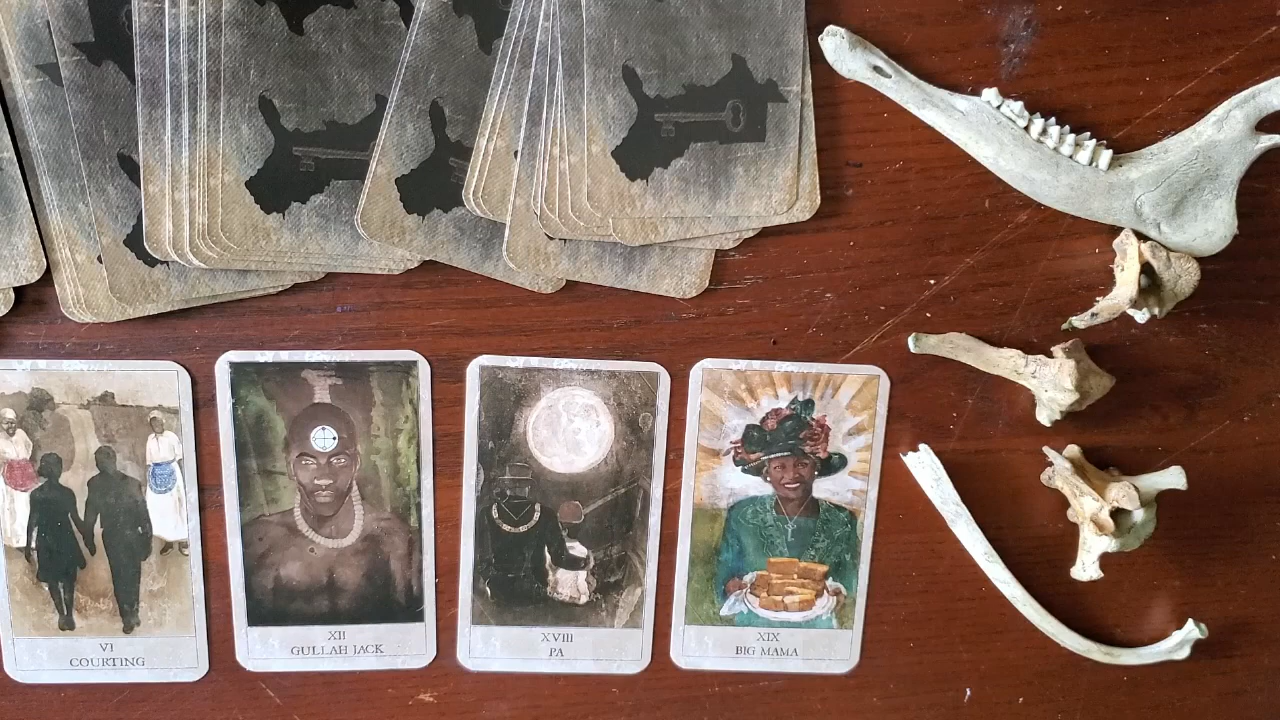 VI
COURTING
XII
GULLAH JACK
XVIII
PA
XIX
BIG MAMA